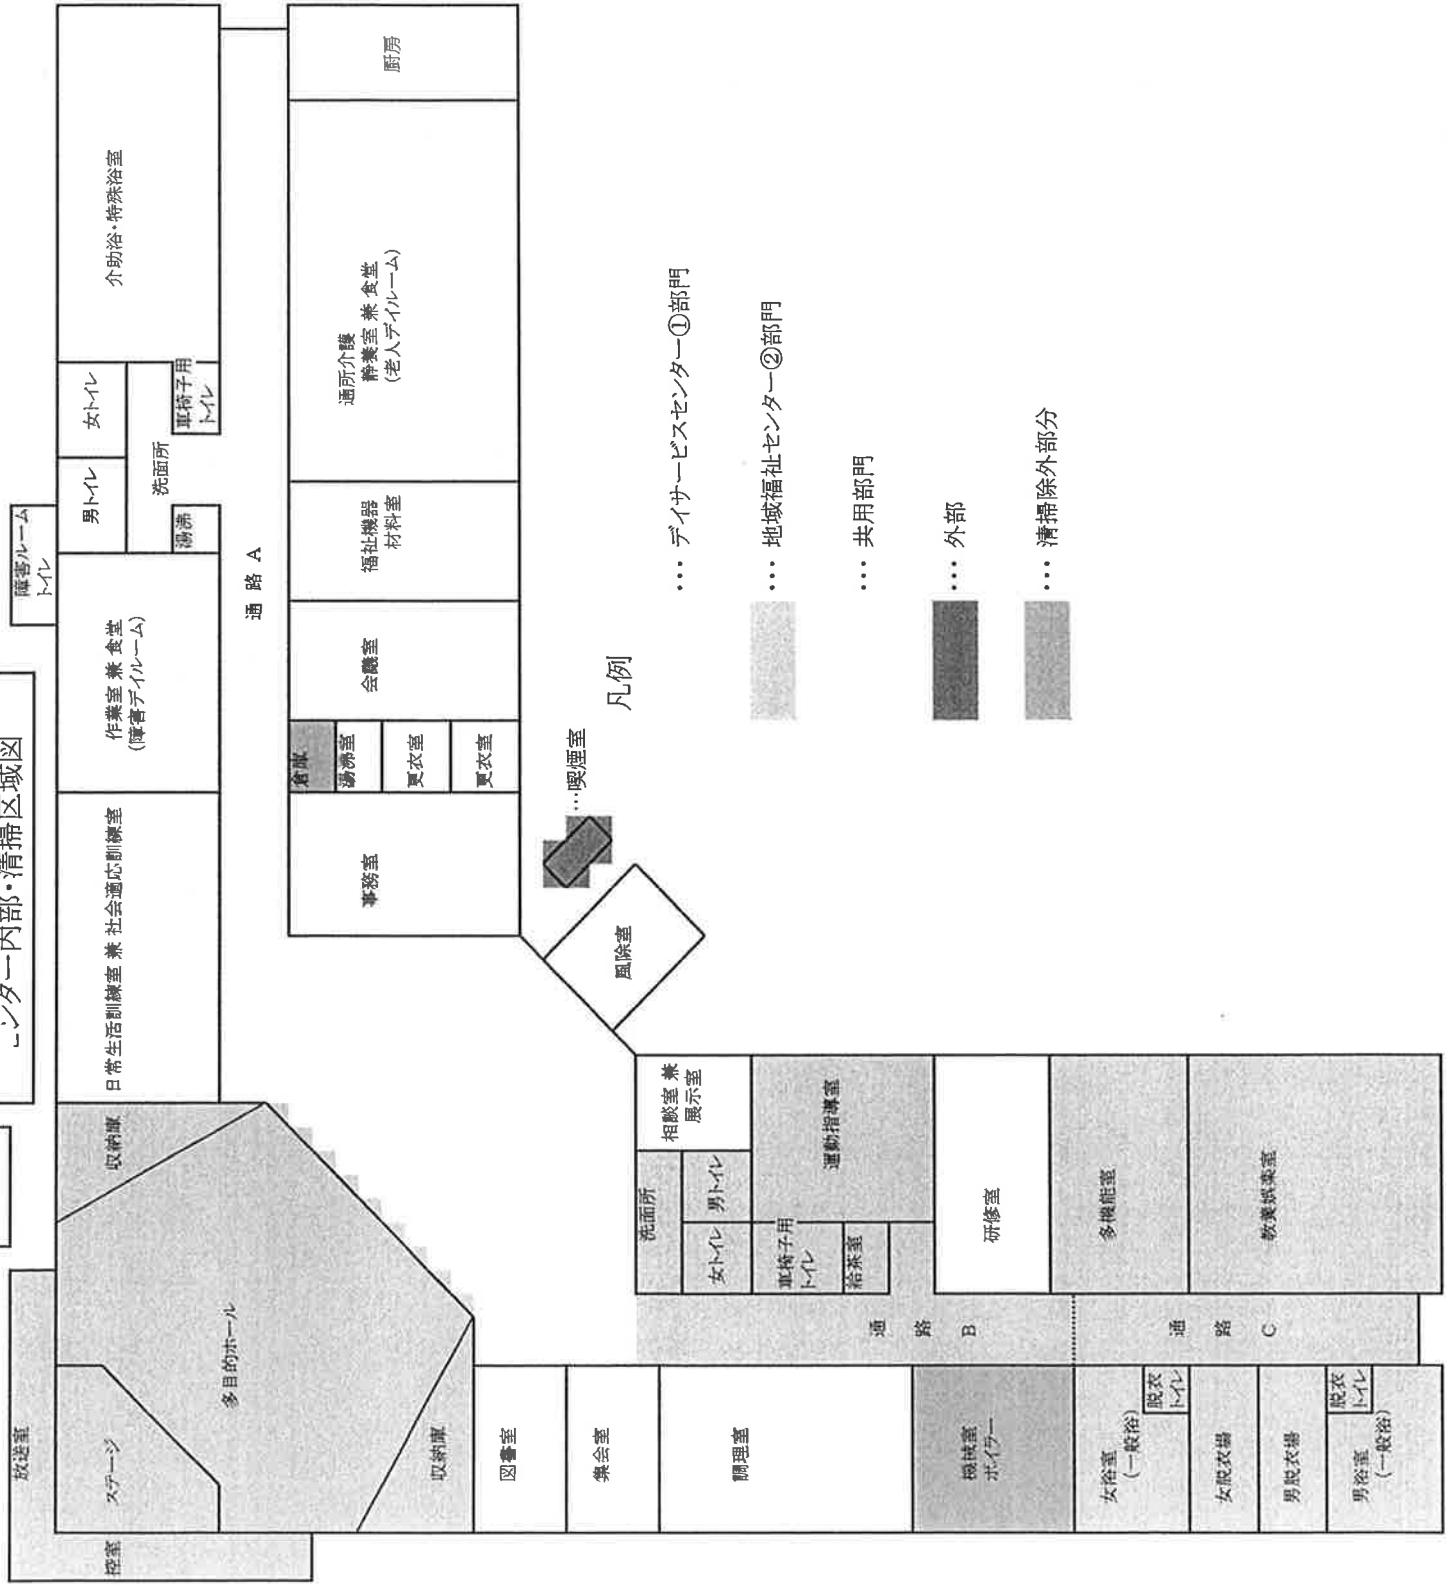 センター内部・清掃区域図
放送室
ステージ
控室
多目的ホール
収納庫
収納庫
日常生活訓練室 兼 社会適応訓練室
作業室 兼 食堂
(障害デイルーム)
障害ルーム
トイレ
男トイレ
女トイレ
洗面所
湯沸
車椅子用
トイレ
介助浴・特殊浴室
通 路 A
事務室
倉庫
湯沸室
更衣室
更衣室
会議室
福祉機器
材料室
通所介護
静養室 兼 食堂
(老人デイルーム)
厨房
…喫煙室
風除室
図書室
集会室
調理室
機械室
ボイラー
女浴室
(一般浴)
脱衣
トイレ
女脱衣場
男脱衣場
脱衣
トイレ
男浴室
(一般浴)
通 路 B
通 路 C
相談室 兼
展示室
洗面所
男トイレ
女トイレ
車椅子用
トイレ
給茶室
運動指導室
研修室
多機能室
教養娯楽室
凡例
… デイサービスセンター①部門
… 地域福祉センター②部門
… 共用部門
… 外部
… 清掃除外部分